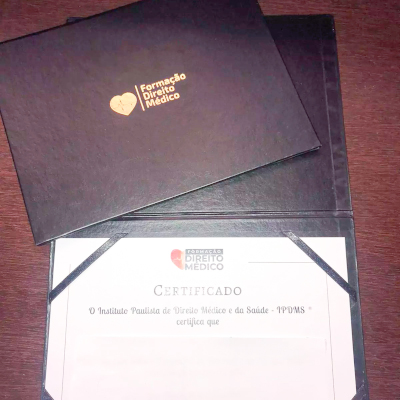 Formação
Direito
Médico
FORMAÇÃO
DIREITO
MÉDICO
CERTIFICADO
O Instituto Paulista de Direito Médico e da Saúde - IPDMS ®
certifica que